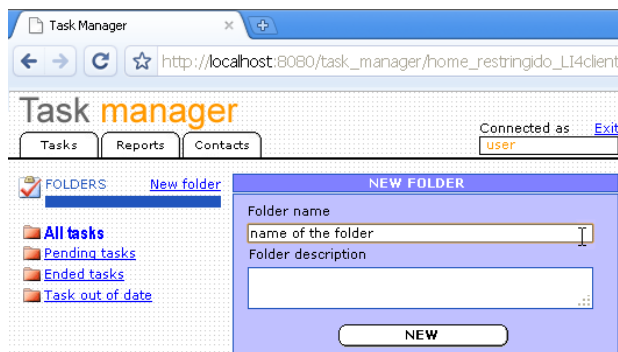 Task Manager
http://localhost:8080/task_manager/home_restringido_LI4client
Task manager
Connected as Exit
Tasks Reports Contacts
user
FOLDERS New folder
NEW FOLDER
Folder name
All tasks
name of the folder
Pending tasks
Folder description
Ended tasks
Task out of date
NEW